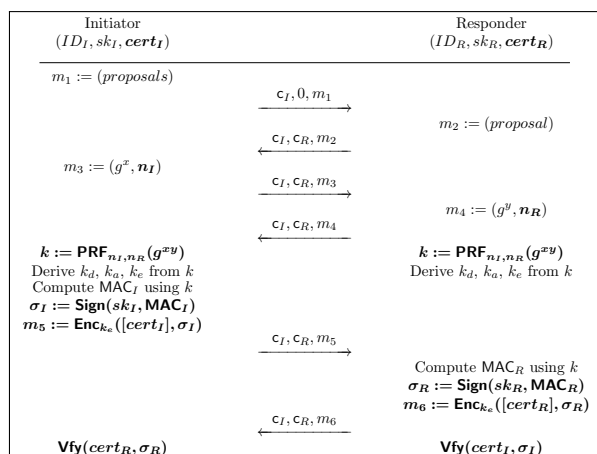 Initiator
Responder
(ID_I, sk_I, cert_I)
(ID_R, sk_R, cert_R)
m_1 := (proposals)
c_I, 0, m_1
m_2 := (proposal)
c_I, c_R, m_2
m_3 := (g^x, n_I)
c_I, c_R, m_3
m_4 := (g^y, n_R)
c_I, c_R, m_4
k := PRF_{n_I,n_R}(g^{xy})
k := PRF_{n_I,n_R}(g^{xy})
Derive k_d, k_a, k_e from k
Derive k_d, k_a, k_e from k
Compute MAC_I using k
σ_I := Sign(sk_I, MAC_I)
m_5 := Enc_{k_e}([cert_I], σ_I)
c_I, c_R, m_5
Compute MAC_R using k
σ_R := Sign(sk_R, MAC_R)
m_6 := Enc_{k_e}([cert_R], σ_R)
c_I, c_R, m_6
Vfy(cert_R, σ_R)
Vfy(cert_I, σ_I)